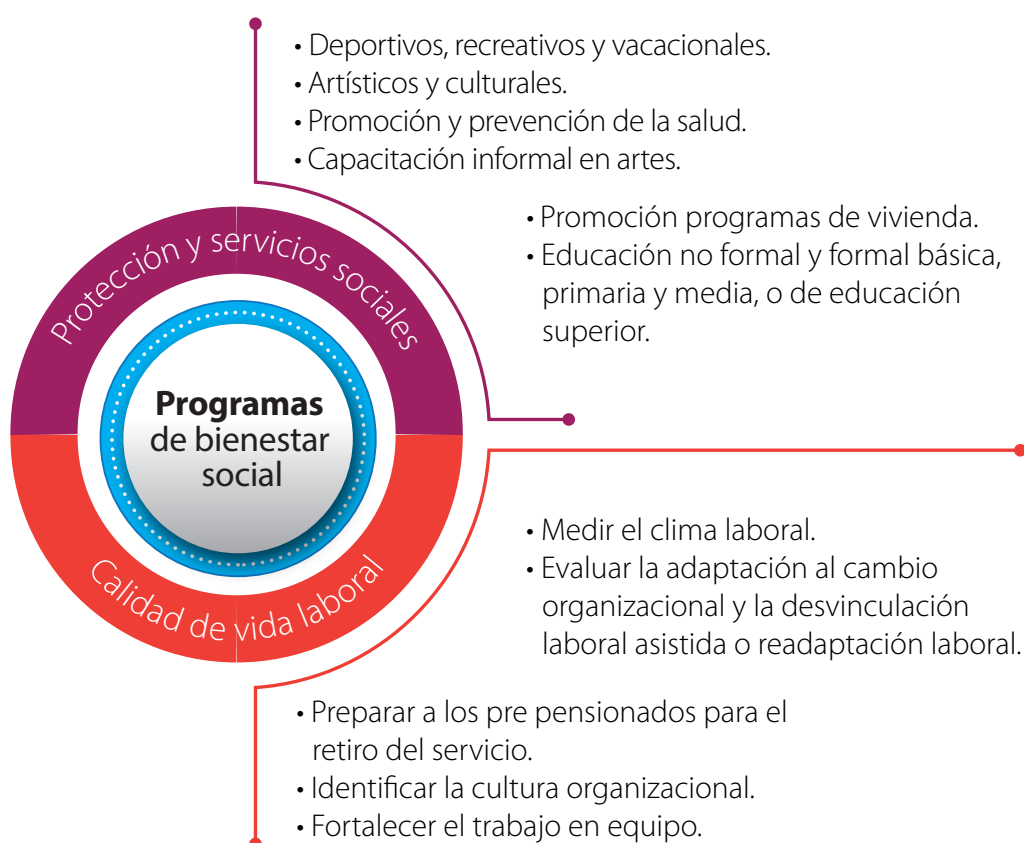 • Deportivos, recreativos y vacacionales.
• Artísticos y culturales.
• Promoción y prevención de la salud.
• Capacitación informal en artes.
• Promoción programas de vivienda.
• Educación no formal y formal básica,
primaria y media, o de educación
superior.
Protección y servicios sociales
Programas
de bienestar
social
Calidad de vida laboral
• Medir el clima laboral.
• Evaluar la adaptación al cambio
organizacional y la desvinculación
laboral asistida o readaptación laboral.
• Preparar a los pre pensionados para el
retiro del servicio.
• Identificar la cultura organizacional.
• Fortalecer el trabajo en equipo.